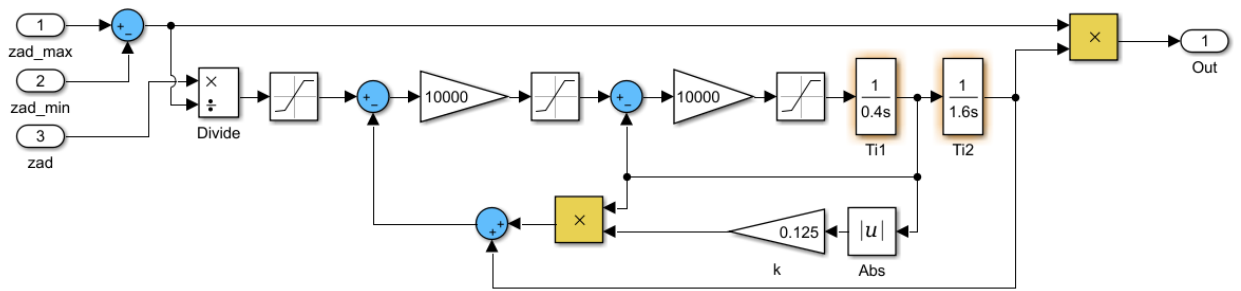 1
zad_max
2
zad_min
3
zad
+
−
×
÷
Divide
+
−
10000
+
−
10000
1
0.4s
Ti1
1
1.6s
Ti2
×
1
Out
+
+
×
0.125
k
|u|
Abs